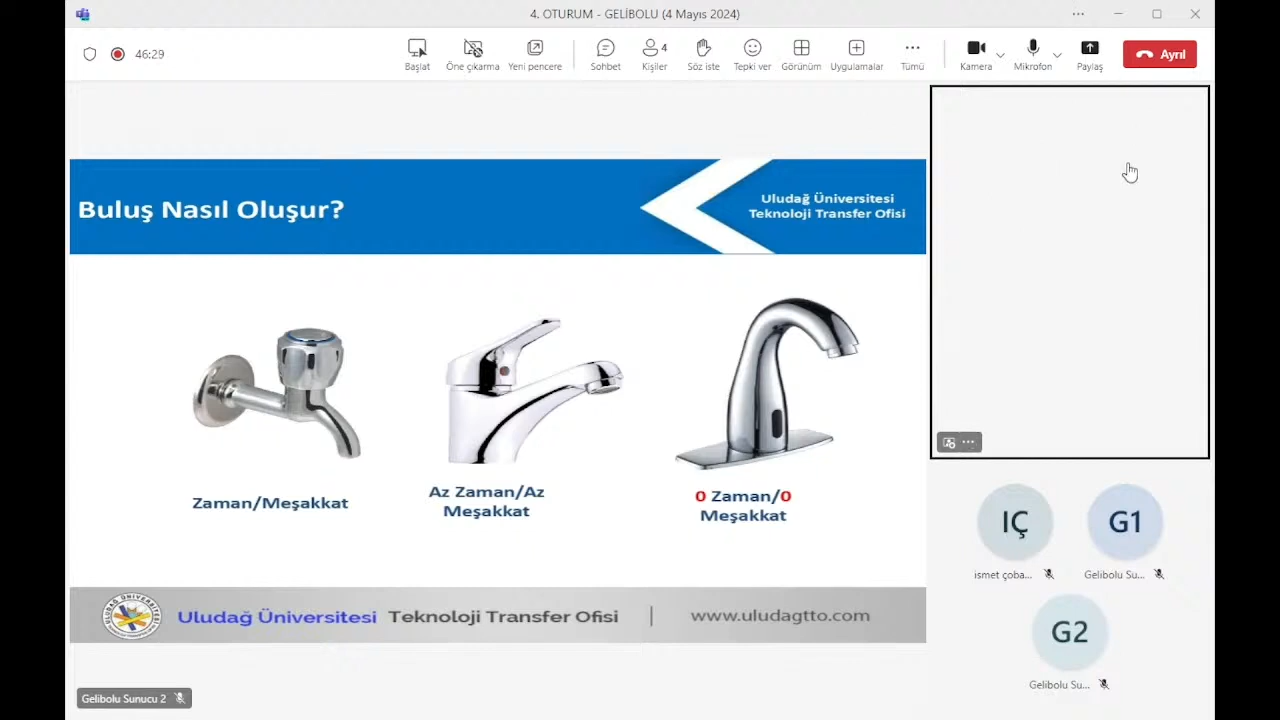 4. OTURUM - GELİBOLU (4 Mayıs 2024)
46:29
Başlat
Öne çıkarma
Yeni pencere
Sohbet
4
Kişiler
Söz iste
Tepki ver
Görünüm
Uygulamalar
Tümü
Kamera
Mikrofon
Paylaş
Ayrıl
Buluş Nasıl Oluşur?
Uludağ Üniversitesi
Teknoloji Transfer Ofisi
Zaman/Meşakkat
Az Zaman/Az
Meşakkat
0 Zaman/0
Meşakkat
IÇ
ismet çoba...
G1
Gelibolu Su...
G2
Gelibolu Su...
Uludağ Üniversitesi Teknoloji Transfer Ofisi | www.uludagtto.com
Gelibolu Sunucu 2